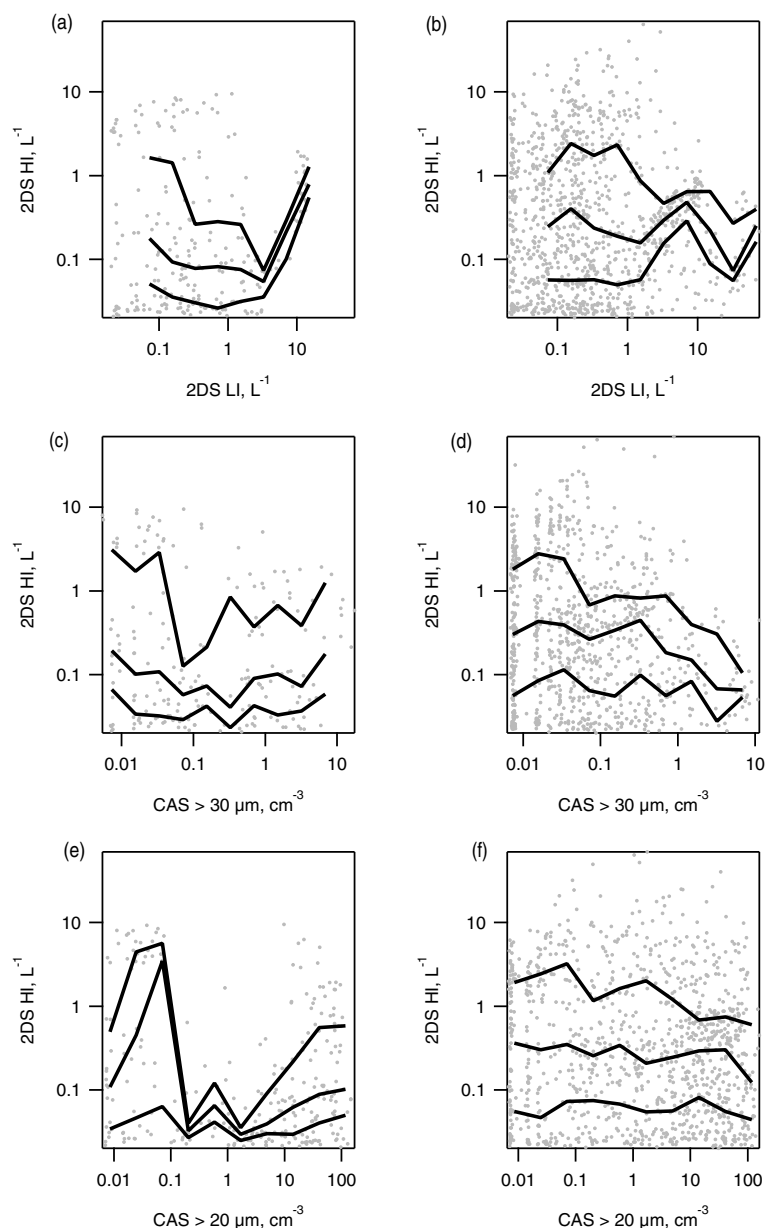 (a)
2DS HI, L-1
10
1
0.1
0.1 1 10
2DS LI, L-1
(b)
2DS HI, L-1
10
1
0.1
0.1 1 10
2DS LI, L-1
(c)
2DS HI, L-1
10
1
0.1
0.01 0.1 1 10
CAS > 30 µm, cm-3
(d)
2DS HI, L-1
10
1
0.1
0.01 0.1 1 10
CAS > 30 µm, cm-3
(e)
2DS HI, L-1
10
1
0.1
0.01 0.1 1 10 100
CAS > 20 µm, cm-3
(f)
2DS HI, L-1
10
1
0.1
0.01 0.1 1 10 100
CAS > 20 µm, cm-3